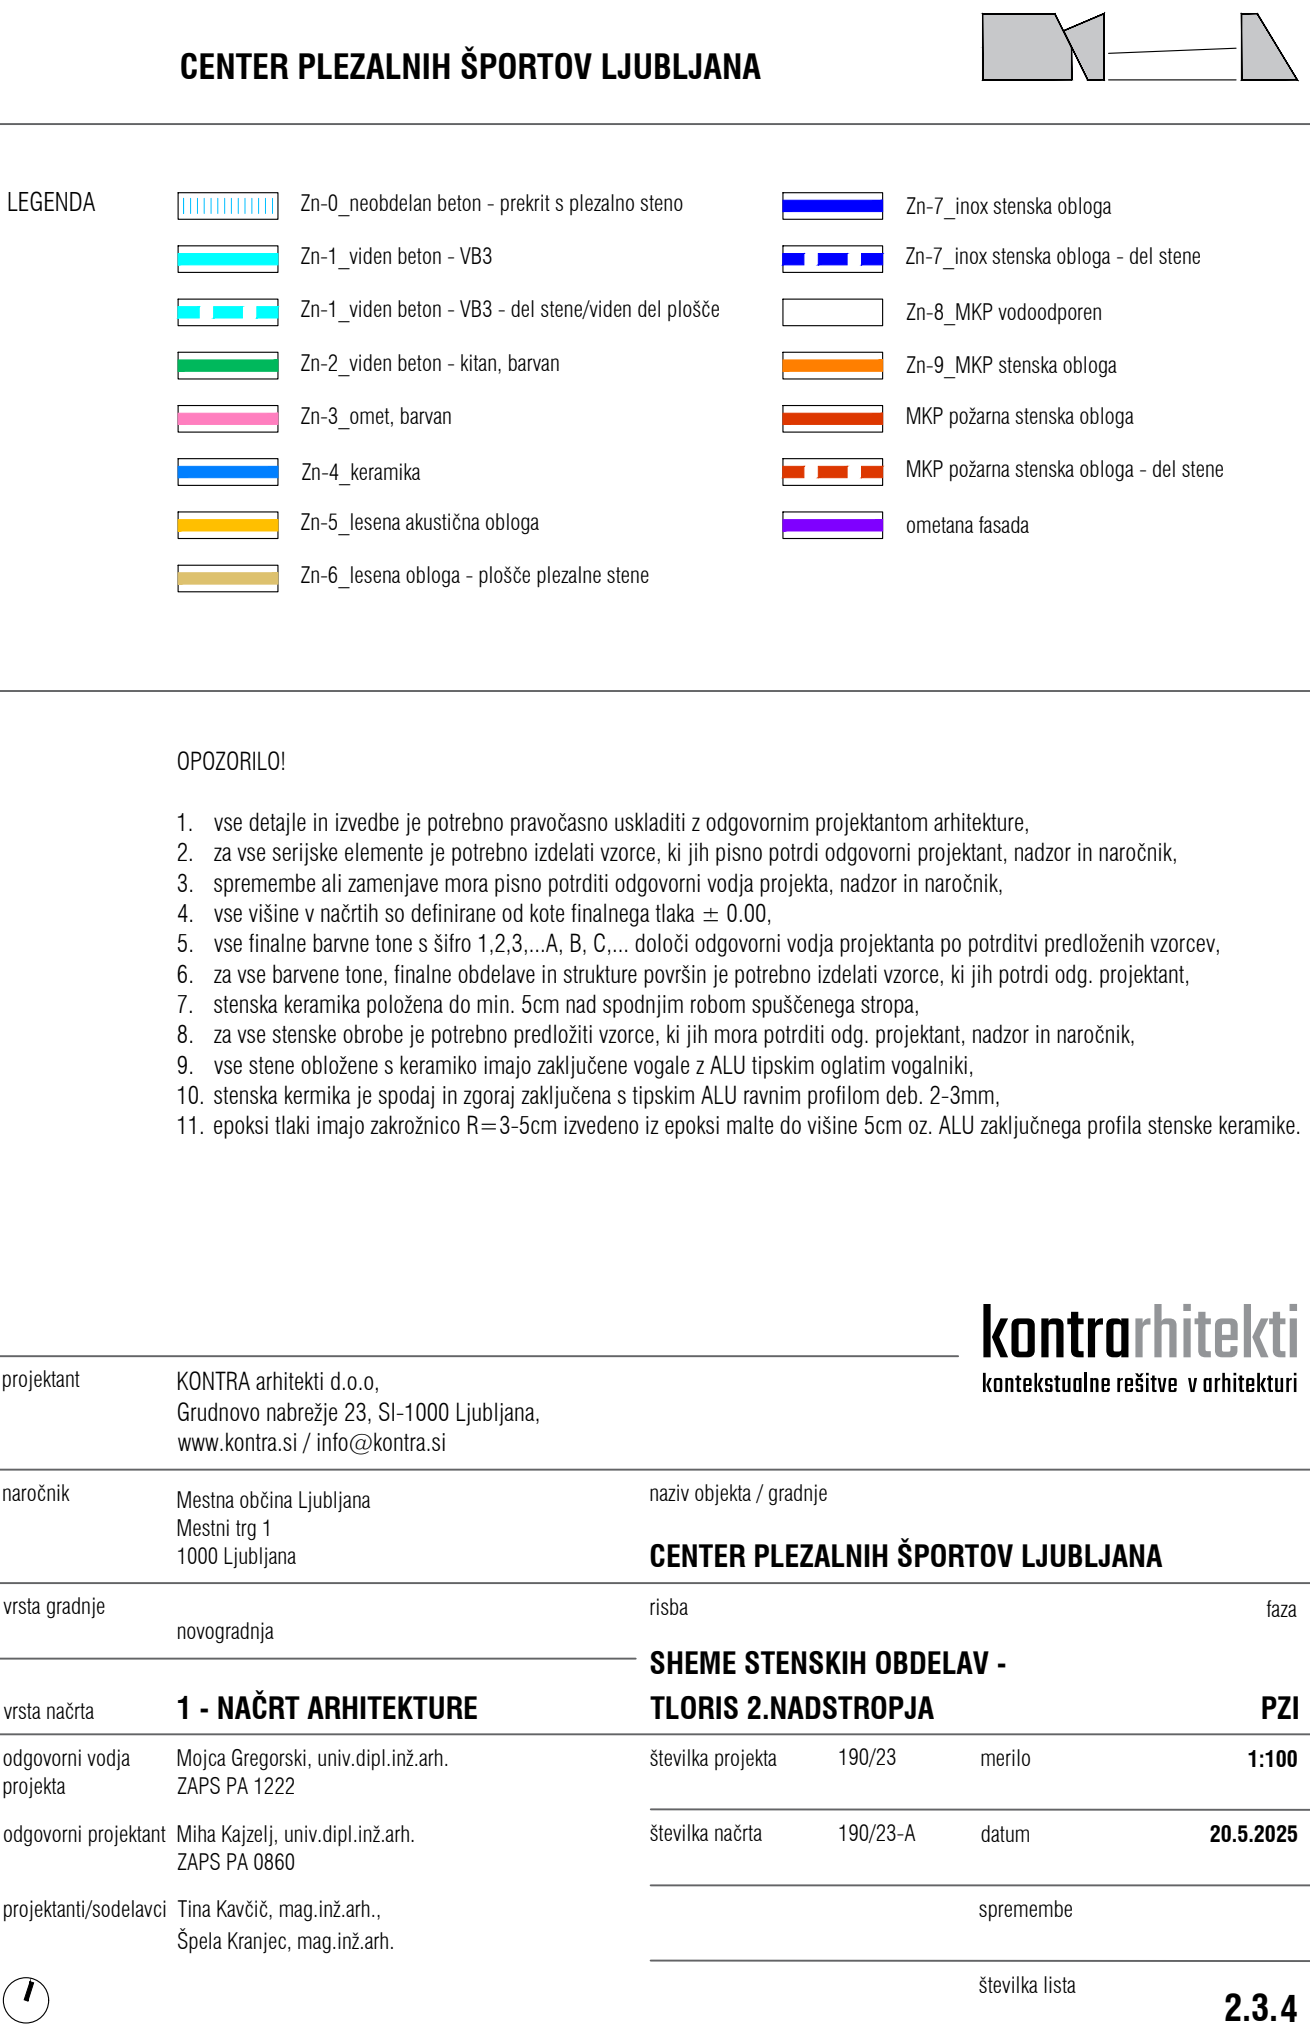 CENTER PLEZALNIH ŠPORTOV LJUBLJANA
LEGENDA
Zn-0_neobdelan beton - prekrit s plezalno steno
Zn-1_viden beton - VB3
Zn-1_viden beton - VB3 - del stene/viden del plošče
Zn-2_viden beton - kitan, barvan
Zn-3_omet, barvan
Zn-4_keramika
Zn-5_lesena akustična obloga
Zn-6_lesena obloga - plošče plezalne stene
Zn-7_inox stenska obloga
Zn-7_inox stenska obloga - del stene
Zn-8_MKP vodoodporen
Zn-9_MKP stenska obloga
MKP požarna stenska obloga
MKP požarna stenska obloga - del stene
ometana fasada
OPOZORILO!
1. vse detajle in izvedbe je potrebno pravočasno uskladiti z odgovornim projektantom arhitekture,
2. za vse serijske elemente je potrebno izdelati vzorce, ki jih pisno potrdi odgovorni projektant, nadzor in naročnik,
3. spremembe ali zamenjave mora pisno potrditi odgovorni vodja projekta, nadzor in naročnik,
4. vse višine v načrtih so definirane od kote finalnega tlaka ± 0.00,
5. vse finalne barvne tone s šifro 1,2,3,...A, B, C,... določi odgovorni vodja projektanta po potrditvi predloženih vzorcev,
6. za vse barvene tone, finalne obdelave in strukture površin je potrebno izdelati vzorce, ki jih potrdi odg. projektant,
7. stenska keramika položena do min. 5cm nad spodnjim robom spuščenega stropa,
8. za vse stenske obrobe je potrebno predložiti vzorce, ki jih mora potrditi odg. projektant, nadzor in naročnik,
9. vse stene obložene s keramiko imajo zaključene vogale z ALU tipskim oglatim vogalniki,
10. stenska kermika je spodaj in zgoraj zaključena s tipskim ALU ravnim profilom deb. 2-3mm,
11. epoksi tlaki imajo zakrožnico R=3-5cm izvedeno iz epoksi malte do višine 5cm oz. ALU zaključnega profila stenske keramike.
kontrarhitekti
kontekstualne rešitve v arhitekturi
projektant
KONTRA arhitekti d.o.o,
Grudnovo nabrežje 23, SI-1000 Ljubljana,
www.kontra.si / info@kontra.si
naročnik
Mestna občina Ljubljana
Mestni trg 1
1000 Ljubljana
naziv objekta / gradnje
CENTER PLEZALNIH ŠPORTOV LJUBLJANA
vrsta gradnje
novogradnja
risba
faza
SHEME STENSKIH OBDELAV -
TLORIS 2.NADSTROPJA
PZI
vrsta načrta
1 - NAČRT ARHITEKTURE
odgovorni vodja
projekta
Mojca Gregorski, univ.dipl.inž.arh.
ZAPS PA 1222
številka projekta 190/23 merilo 1:100
odgovorni projektant Miha Kajzelj, univ.dipl.inž.arh.
ZAPS PA 0860
številka načrta 190/23-A datum 20.5.2025
projektanti/sodelavci Tina Kavčič, mag.inž.arh.,
Špela Kranjec, mag.inž.arh.
spremembe
številka lista
2.3.4